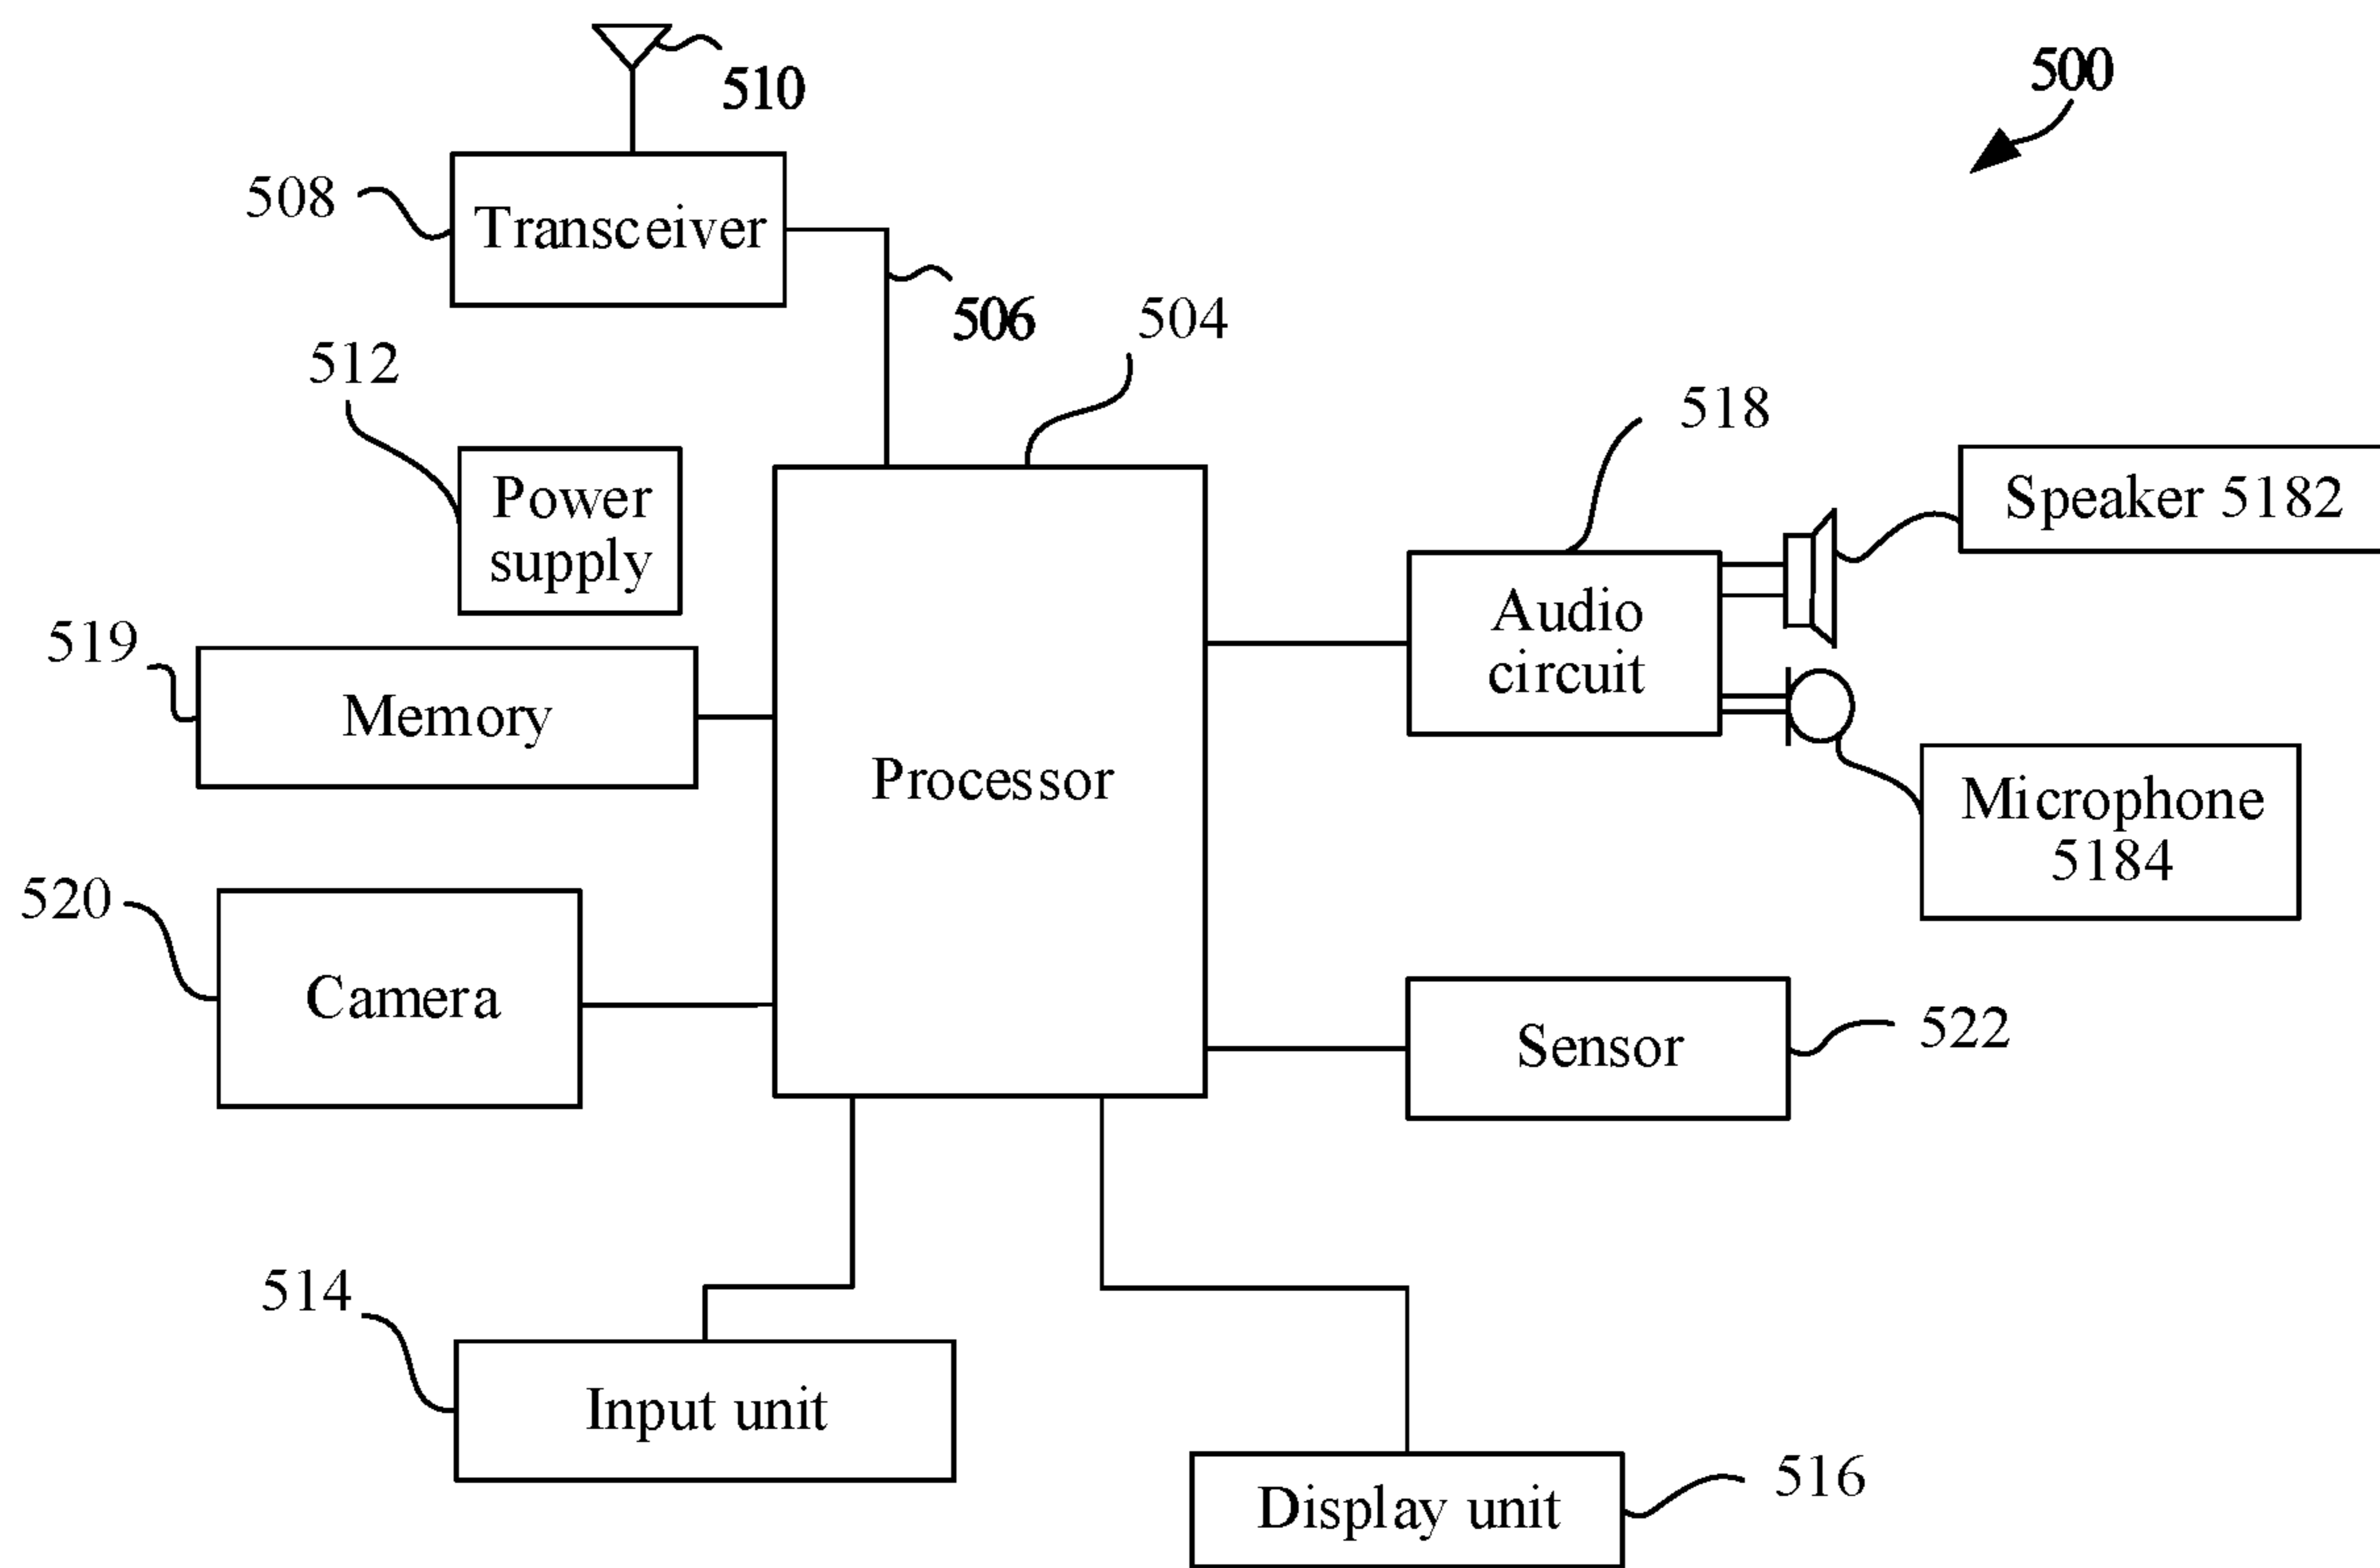 510
500
508
Transceiver
506
504
512
518
Power
supply
Speaker 5182
Audio
circuit
519
Memory
Processor
Microphone
5184
520
Camera
Sensor
522
514
Input unit
Display unit
516